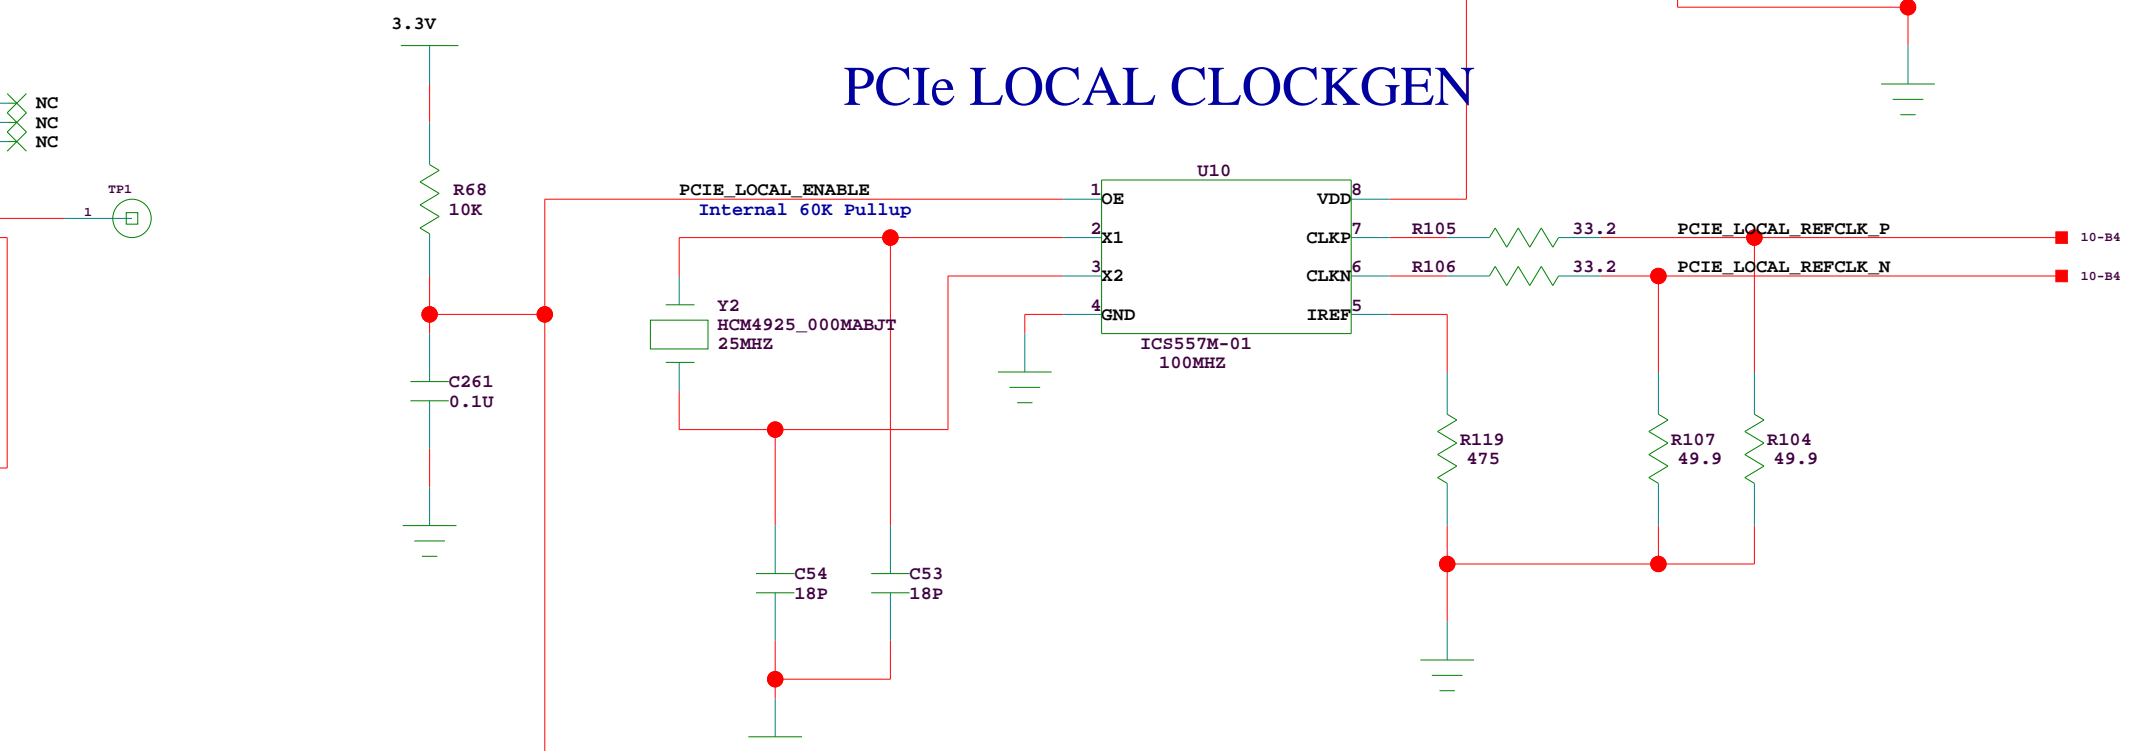 3.3V
PCIe LOCAL CLOCKGEN
NC
NC
NC
TP1
1
R68
10K
C261
0.1U
PCIE_LOCAL_ENABLE
Internal 60K Pullup
Y2
HCM4925_000MABJT
25MHZ
C54
18P
C53
18P
U10
1 OE
2 X1
3 X2
4 GND
VDD 8
CLKP 7
CLKN 6
IREF 5
ICS557M-01
100MHZ
R105 33.2 PCIE_LOCAL_REFCLK_P 10-B4
R106 33.2 PCIE_LOCAL_REFCLK_N 10-B4
R119
475
R107
49.9
R104
49.9